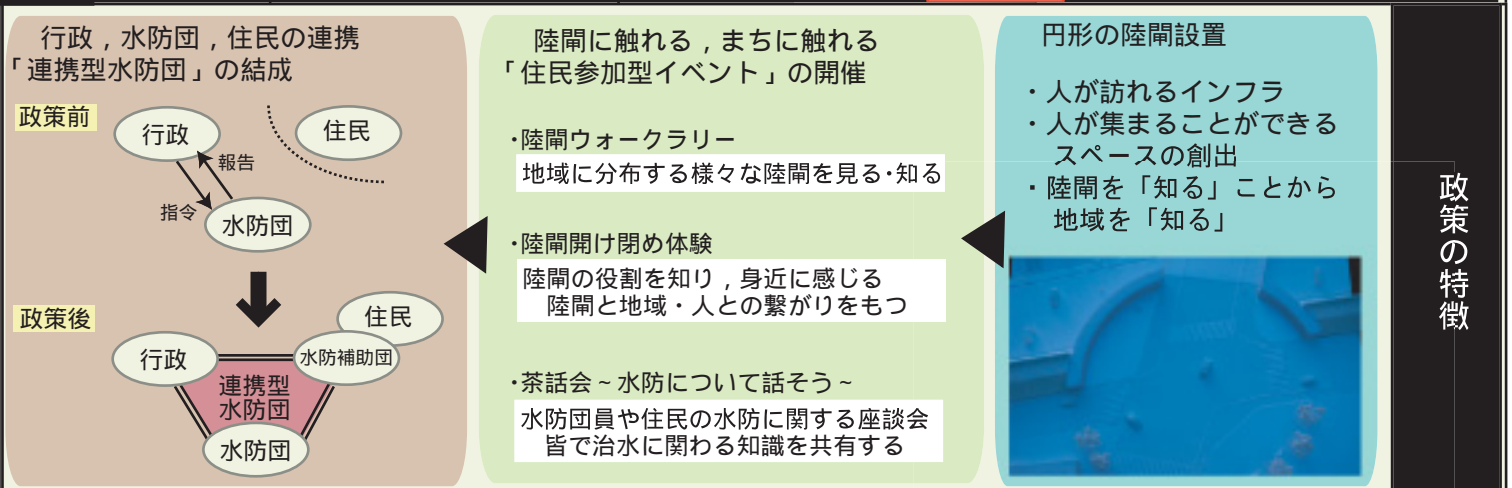 政策の特徴
円形の陸閘設置
・人が訪れるインフラ
・人が集まることができる
スペースの創出
・陸閘を「知る」ことから
地域を「知る」
陸閘に触れる，まちに触れる
「住民参加型イベント」の開催
・陸閘ウォークラリー
地域に分布する様々な陸閘を見る・知る
・陸閘開け閉め体験
陸閘の役割を知り，身近に感じる
陸閘と地域・人との繋がりをもつ
・茶話会～水防について話そう～
水防団員や住民の水防に関する座談会
皆で治水に関わる知識を共有する
行政，水防団，住民の連携
「連携型水防団」の結成
政策前
行政
住民
報告
指令
水防団
政策後
住民
行政
水防補助団
連携型
水防団
水防団